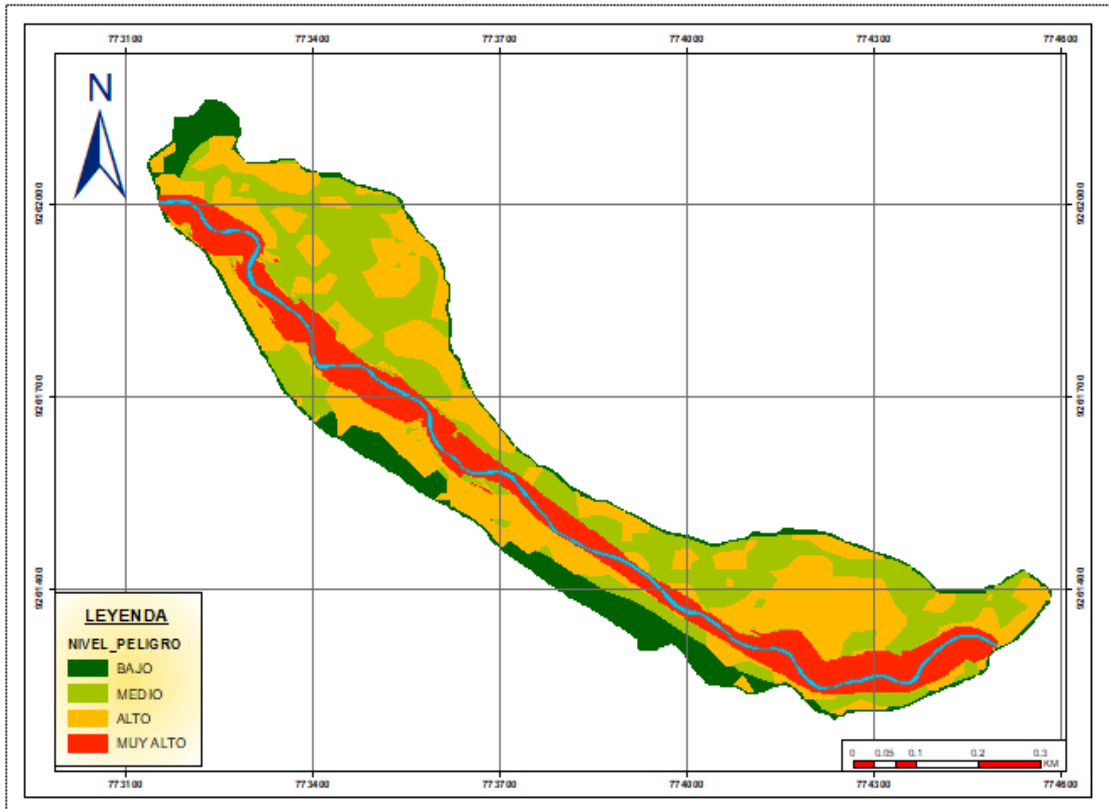 773100 773400 773700 774000 774300 774600
N
9262000 9262000
9261700 9261700
9261400 9261400
LEYENDA
NIVEL_PELIGRO
BAJO
MEDIO
ALTO
MUY ALTO
0 0.05 0.1 0.2 0.3
KM
773100 773400 773700 774000 774300 774600